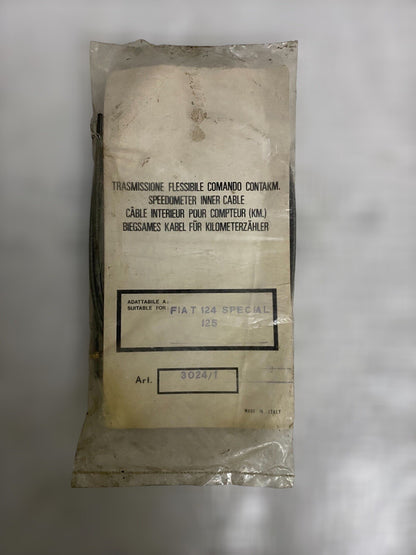 TRASMISSIONE FLESSIBILE COMANDO CONTAKM.
SPEEDOMETER INNER CABLE
CÂBLE INTERIEUR POUR COMPTEUR (KM.)
BIEGSAMES KABEL FÜR KILOMETERZÄHLER
ADATTABILE A:
SUITABLE FOR: FIAT 124 SPECIAL
125
Art. 3024/1
MADE IN ITALY